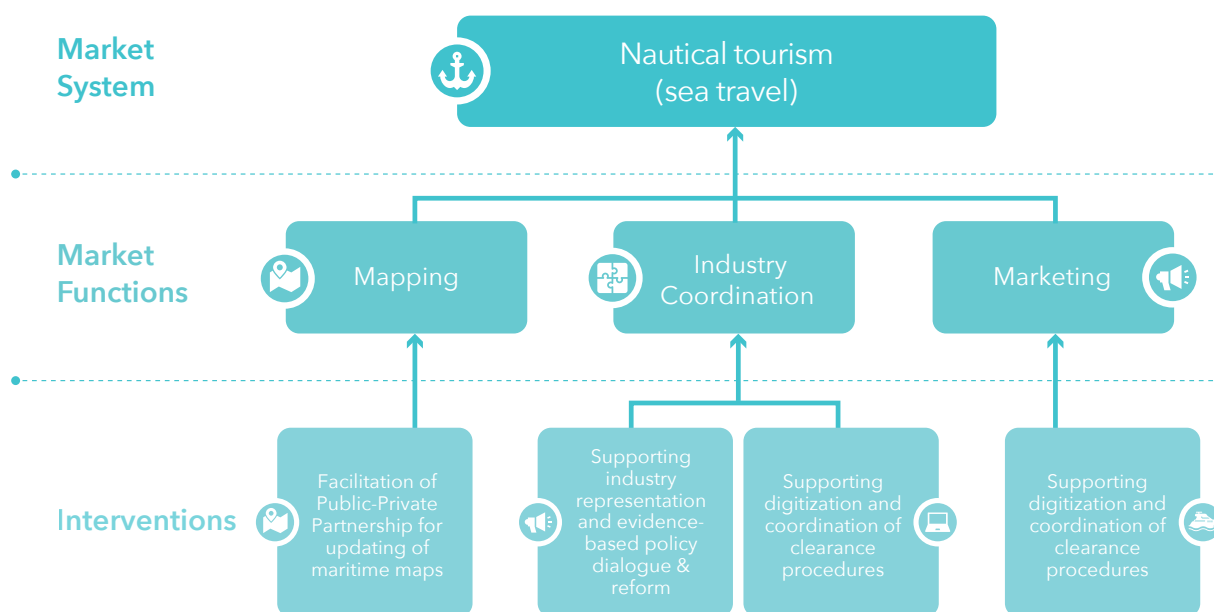 Market
System
Nautical tourism
(sea travel)
Market
Functions
Mapping
Industry
Coordination
Marketing
Interventions
Facilitation of
Public-Private
Partnership for
updating of
maritime maps
Supporting
industry
representation
and evidence-
based policy
dialogue &
reform
Supporting
digitization and
coordination of
clearance
procedures
Supporting
digitization and
coordination of
clearance
procedures